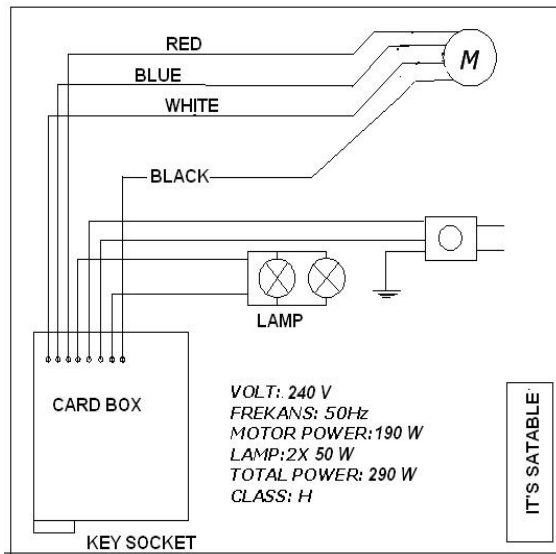 RED
M
BLUE
WHITE
BLACK
LAMP
CARD BOX
VOLT: 240 V
FREKANS: 50Hz
MOTOR POWER:190 W
LAMP:2X 50 W
TOTAL POWER: 290 W
CLASS: H
IT'S SATABLE
KEY SOCKET